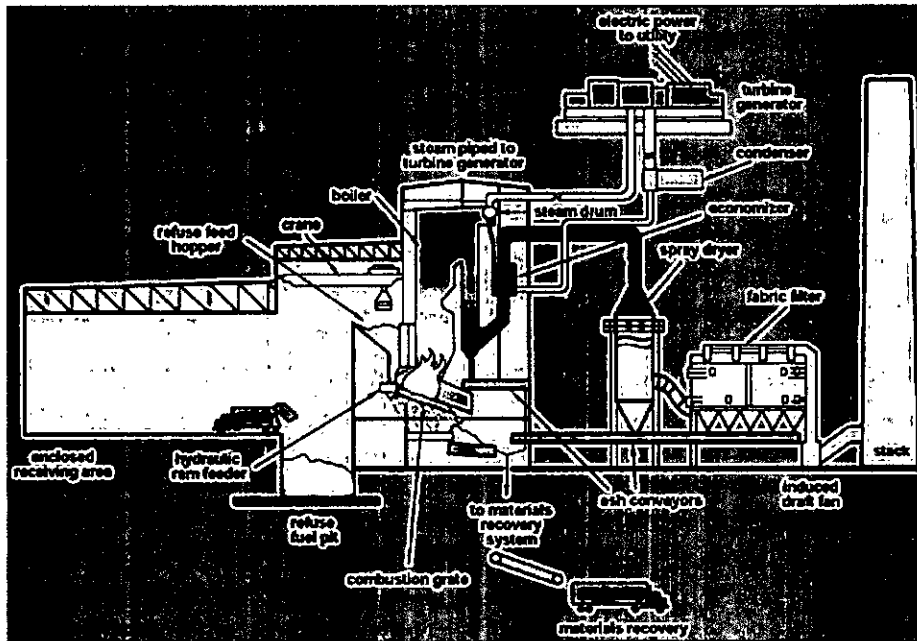 electric power
to utility
turbine
generator
steam piped to
turbine generator
condenser
boiler
steam drum
economizer
crane
refuse feed
hopper
spray dryer
fabric filter
enclosed
receiving area
hydraulic
ram feeder
stack
ash conveyors
induced
draft fan
refuse
fuel pit
to materials
recovery
system
combustion grate
materials recovery